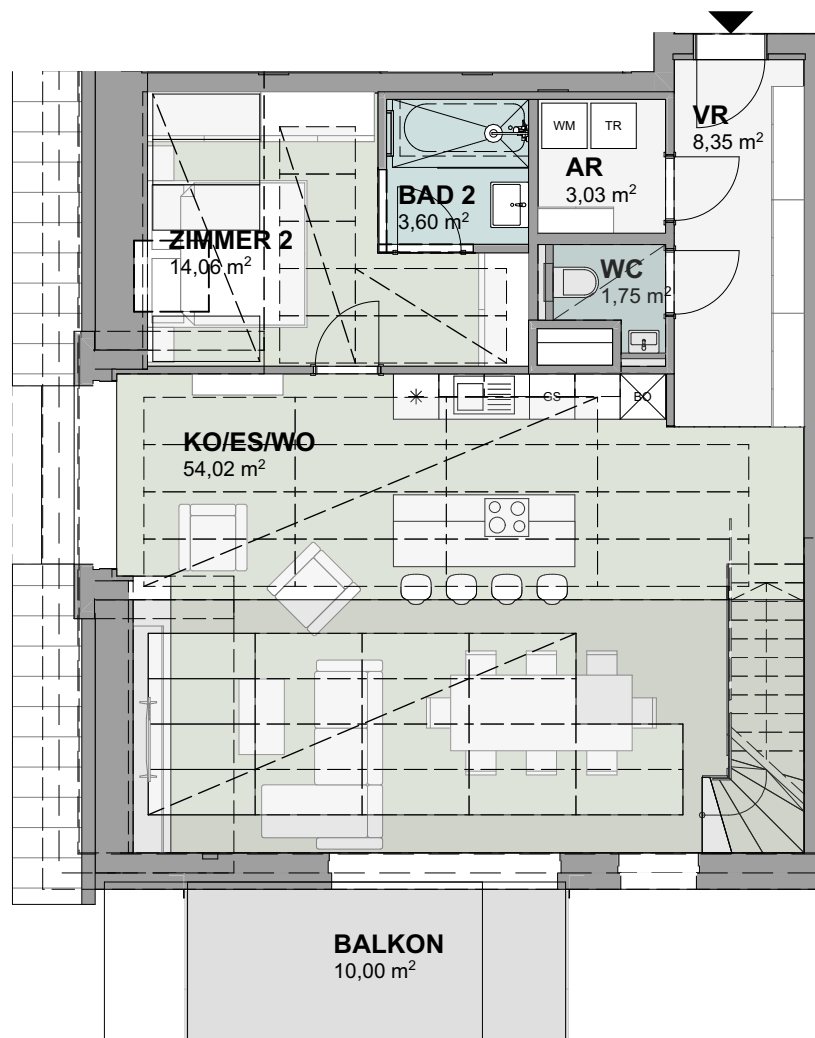 VR
8,35 m²
WM
TR
AR
3,03 m²
BAD 2
3,60 m²
ZIMMER 2
14,06 m²
WC
1,75 m²
GS
BO
KO/ES/WO
54,02 m²
BALKON
10,00 m²